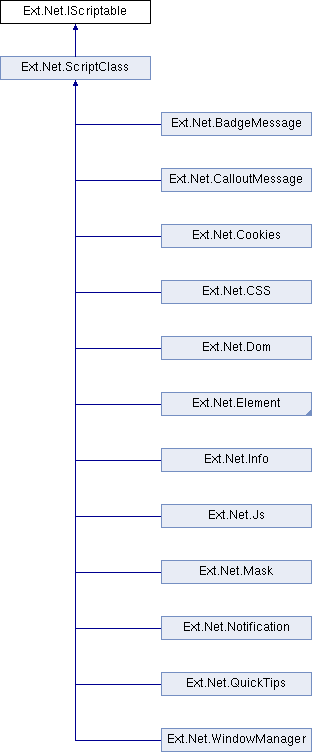 Ext.Net.IScriptable
Ext.Net.ScriptClass
Ext.Net.BadgeMessage
Ext.Net.CalloutMessage
Ext.Net.Cookies
Ext.Net.CSS
Ext.Net.Dom
Ext.Net.Element
Ext.Net.Info
Ext.Net.Js
Ext.Net.Mask
Ext.Net.Notification
Ext.Net.QuickTips
Ext.Net.WindowManager